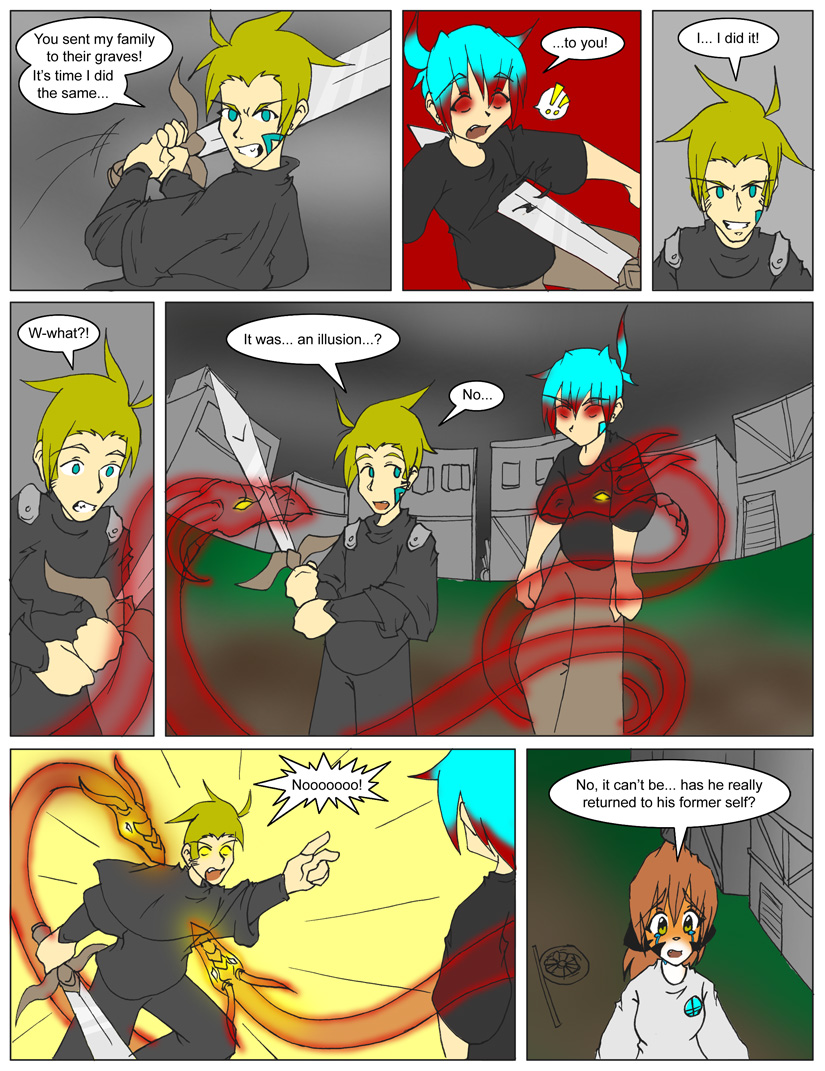 You sent my family
to their graves!
It's time I did
the same...
...to you!
I... I did it!
W-what?!
It was... an illusion...?
No...
Nooooooo!
No, it can't be... has he really
returned to his former self?